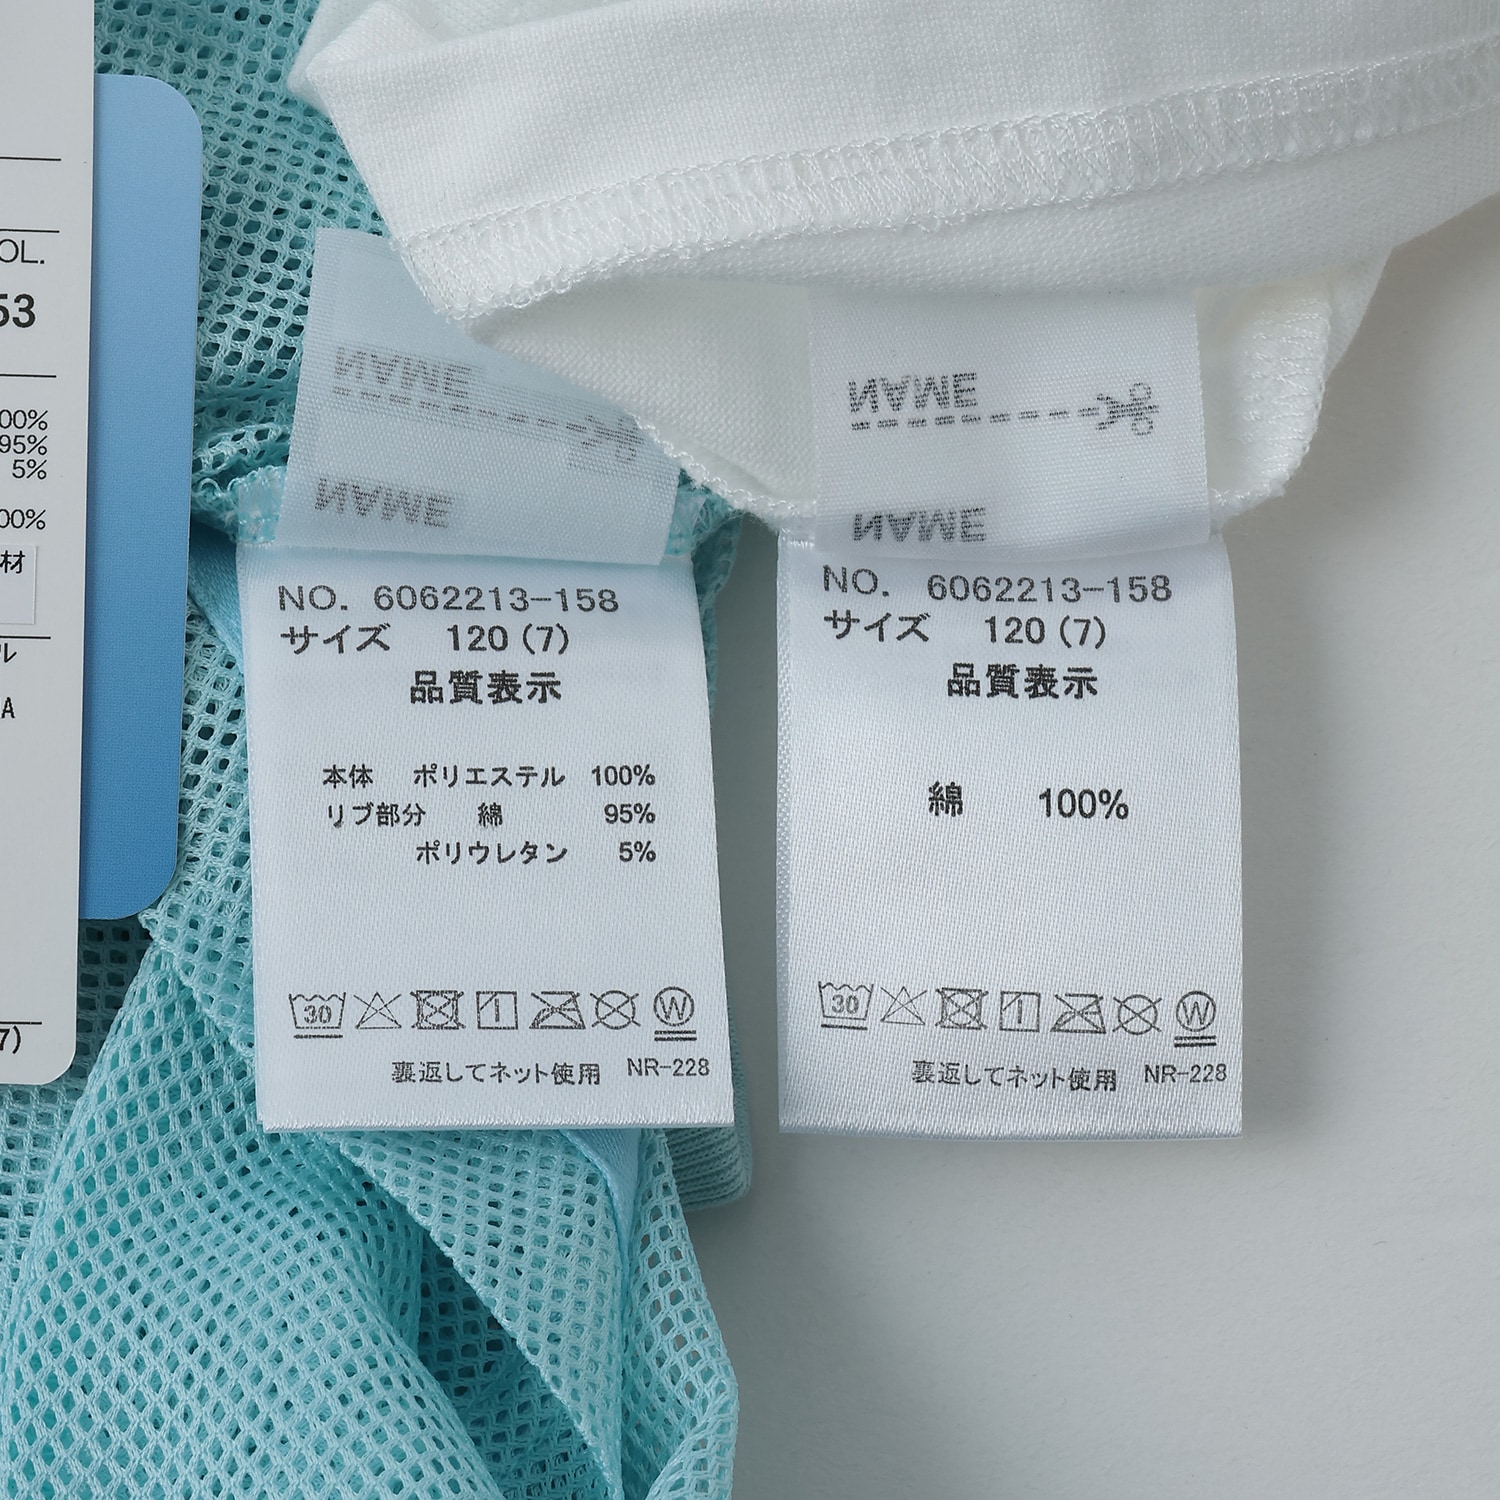 OL.
53
00%
95%
5%
00%
材
ル
A
7)
NAME
NAME
NO. 6062213-158
サイズ 120(7)
品質表示
本体 ポリエステル 100%
リブ部分 綿 95%
ポリウレタン 5%
30
W
裏返してネット使用 NR-228
NAME
NAME
NO. 6062213-158
サイズ 120(7)
品質表示
綿 100%
30
W
裏返してネット使用 NR-228